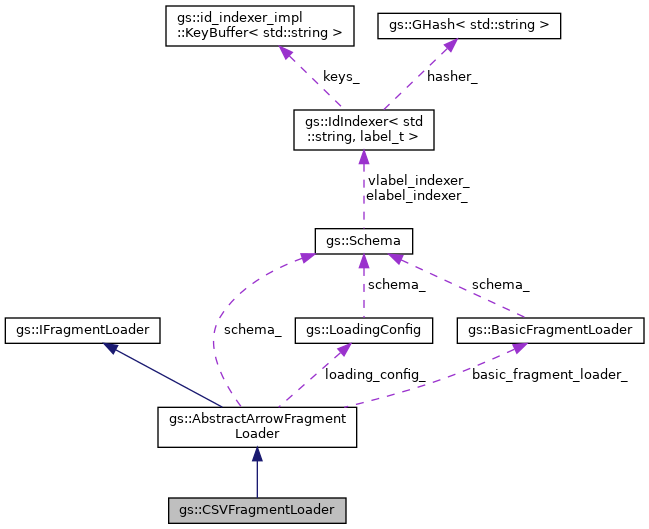 gs::id_indexer_impl
::KeyBuffer< std::string >
gs::GHash< std::string >
keys_
hasher_
gs::IdIndexer< std
::string, label_t >
vlabel_indexer_
elabel_indexer_
gs::Schema
schema_
schema_
schema_
gs::IFragmentLoader
gs::LoadingConfig
gs::BasicFragmentLoader
loading_config_
basic_fragment_loader_
gs::AbstractArrowFragment
Loader
gs::CSVFragmentLoader